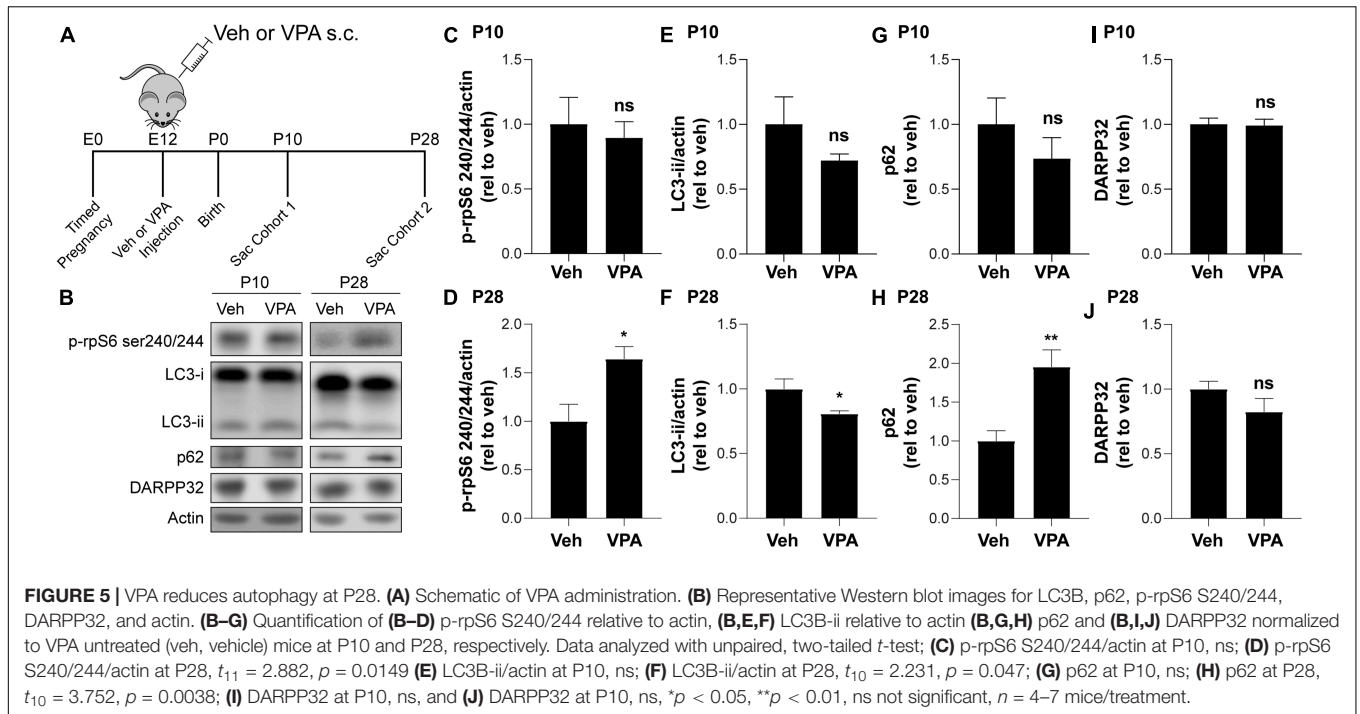 A
Veh or VPA s.c.
E0 E12 P0 P10 P28
Timed Pregnancy
Veh or VPA Injection
Birth
Sac Cohort 1
Sac Cohort 2
B
P10 P28
Veh VPA Veh VPA
p-rpS6 ser240/244
LC3-i
LC3-ii
p62
DARPP32
Actin
C P10
p-rpS6 240/244/actin
(rel to veh)
1.5
1.0
0.5
0.0
ns
Veh VPA
E P10
LC3-ii/actin
(rel to veh)
1.5
1.0
0.5
0.0
ns
Veh VPA
G P10
p62
(rel to veh)
1.5
1.0
0.5
0.0
ns
Veh VPA
I P10
DARPP32
(rel to veh)
1.5
1.0
0.5
0.0
ns
Veh VPA
D P28
p-rpS6 240/244/actin
(rel to veh)
2.0
1.5
1.0
0.5
0.0
*
Veh VPA
F P28
LC3-ii/actin
(rel to veh)
1.5
1.0
0.5
0.0
*
Veh VPA
H P28
p62
(rel to veh)
2.5
2.0
1.5
1.0
0.5
0.0
**
Veh VPA
J P28
DARPP32
(rel to veh)
1.5
1.0
0.5
0.0
ns
Veh VPA
FIGURE 5 | VPA reduces autophagy at P28. (A) Schematic of VPA administration. (B) Representative Western blot images for LC3B, p62, p-rpS6 S240/244,
DARPP32, and actin. (B–G) Quantification of (B–D) p-rpS6 S240/244 relative to actin, (B,E,F) LC3B-ii relative to actin (B,G,H) p62 and (B,I,J) DARPP32 normalized
to VPA untreated (veh, vehicle) mice at P10 and P28, respectively. Data analyzed with unpaired, two-tailed t-test; (C) p-rpS6 S240/244/actin at P10, ns; (D) p-rpS6
S240/244/actin at P28, t11 = 2.882, p = 0.0149 (E) LC3B-ii/actin at P10, ns; (F) LC3B-ii/actin at P28, t10 = 2.231, p = 0.047; (G) p62 at P10, ns; (H) p62 at P28,
t10 = 3.752, p = 0.0038; (I) DARPP32 at P10, ns, and (J) DARPP32 at P10, ns, *p < 0.05, **p < 0.01, ns not significant, n = 4–7 mice/treatment.